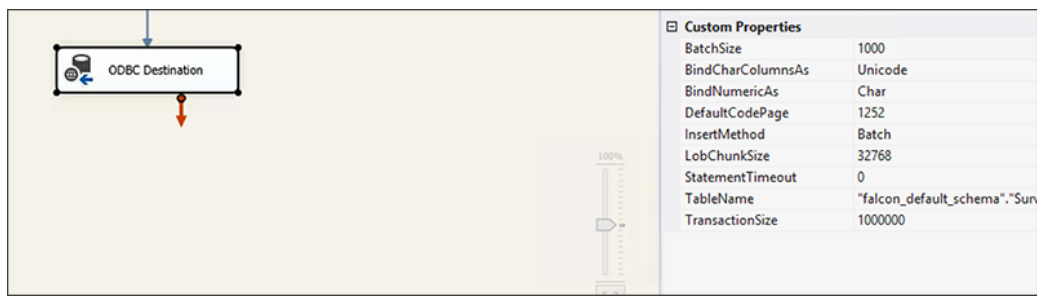 ODBC Destination
100%
Custom Properties
BatchSize 1000
BindCharColumnsAs Unicode
BindNumericAs Char
DefaultCodePage 1252
InsertMethod Batch
LobChunkSize 32768
StatementTimeout 0
TableName "falcon_default_schema"."Surv
TransactionSize 1000000